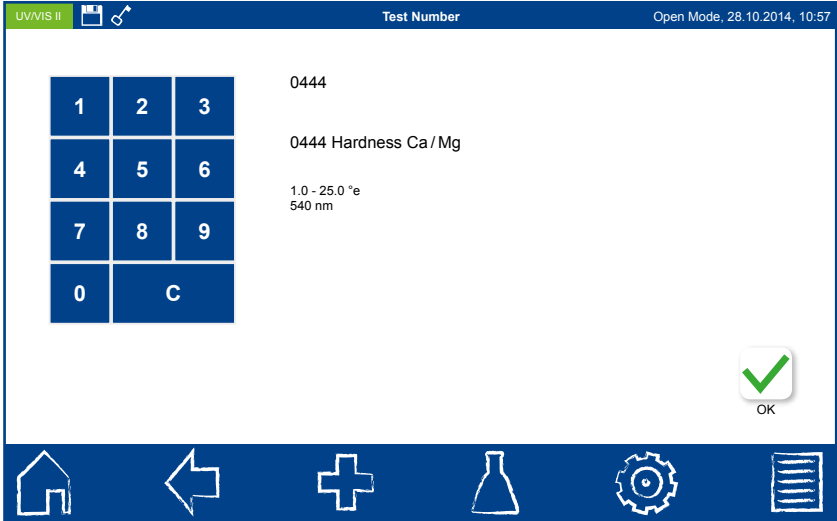 UV/VIS II
Test Number
Open Mode, 28.10.2014, 10:57
0444
1 2 3
0444 Hardness Ca / Mg
4 5 6
1.0 - 25.0 °e
540 nm
7 8 9
0 C
OK